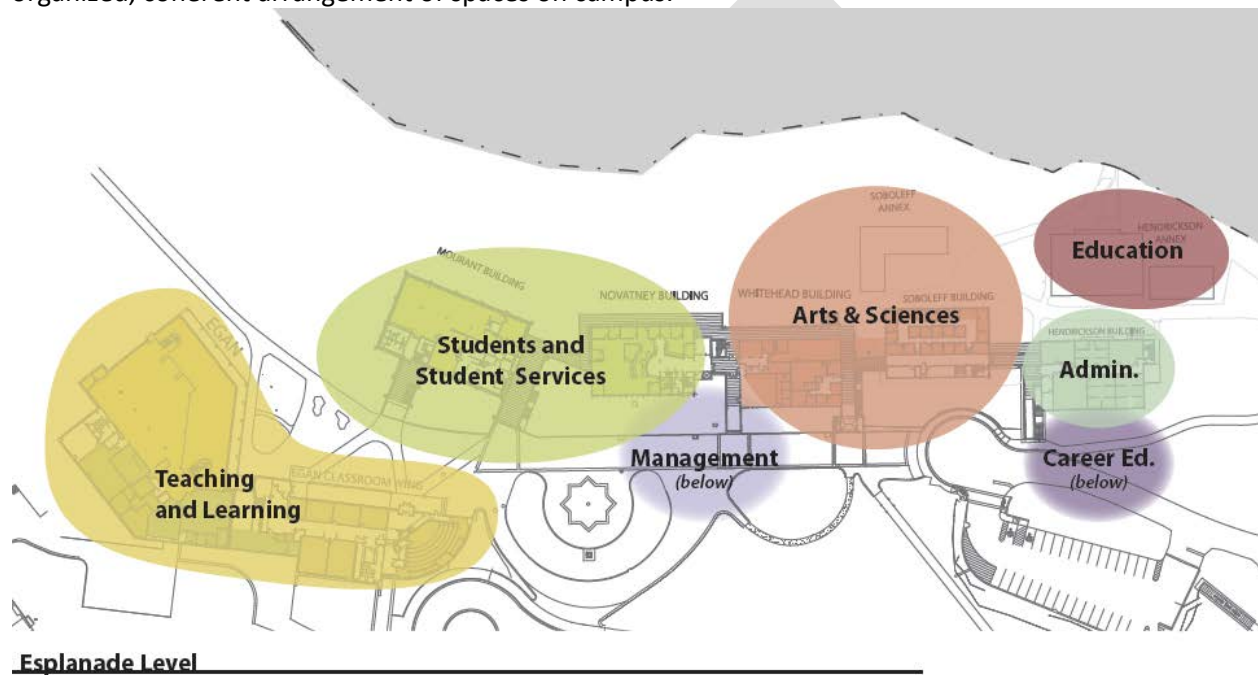 organized, coherent arrangement of spaces on campus.
SOBOLEFF
ANNEX
HENDRICKSON
ANNEX
Education
MOURANT BUILDING
NOVATNEY BUILDING
WHITEHEAD BUILDING
SOBOLEFF BUILDING
Arts & Sciences
EGAN
HENDRICKSON BUILDING
Students and
Student Services
Admin.
Management
(below)
Career Ed.
(below)
EGAN CLASSROOM WING
Teaching
and Learning
Esplanade Level